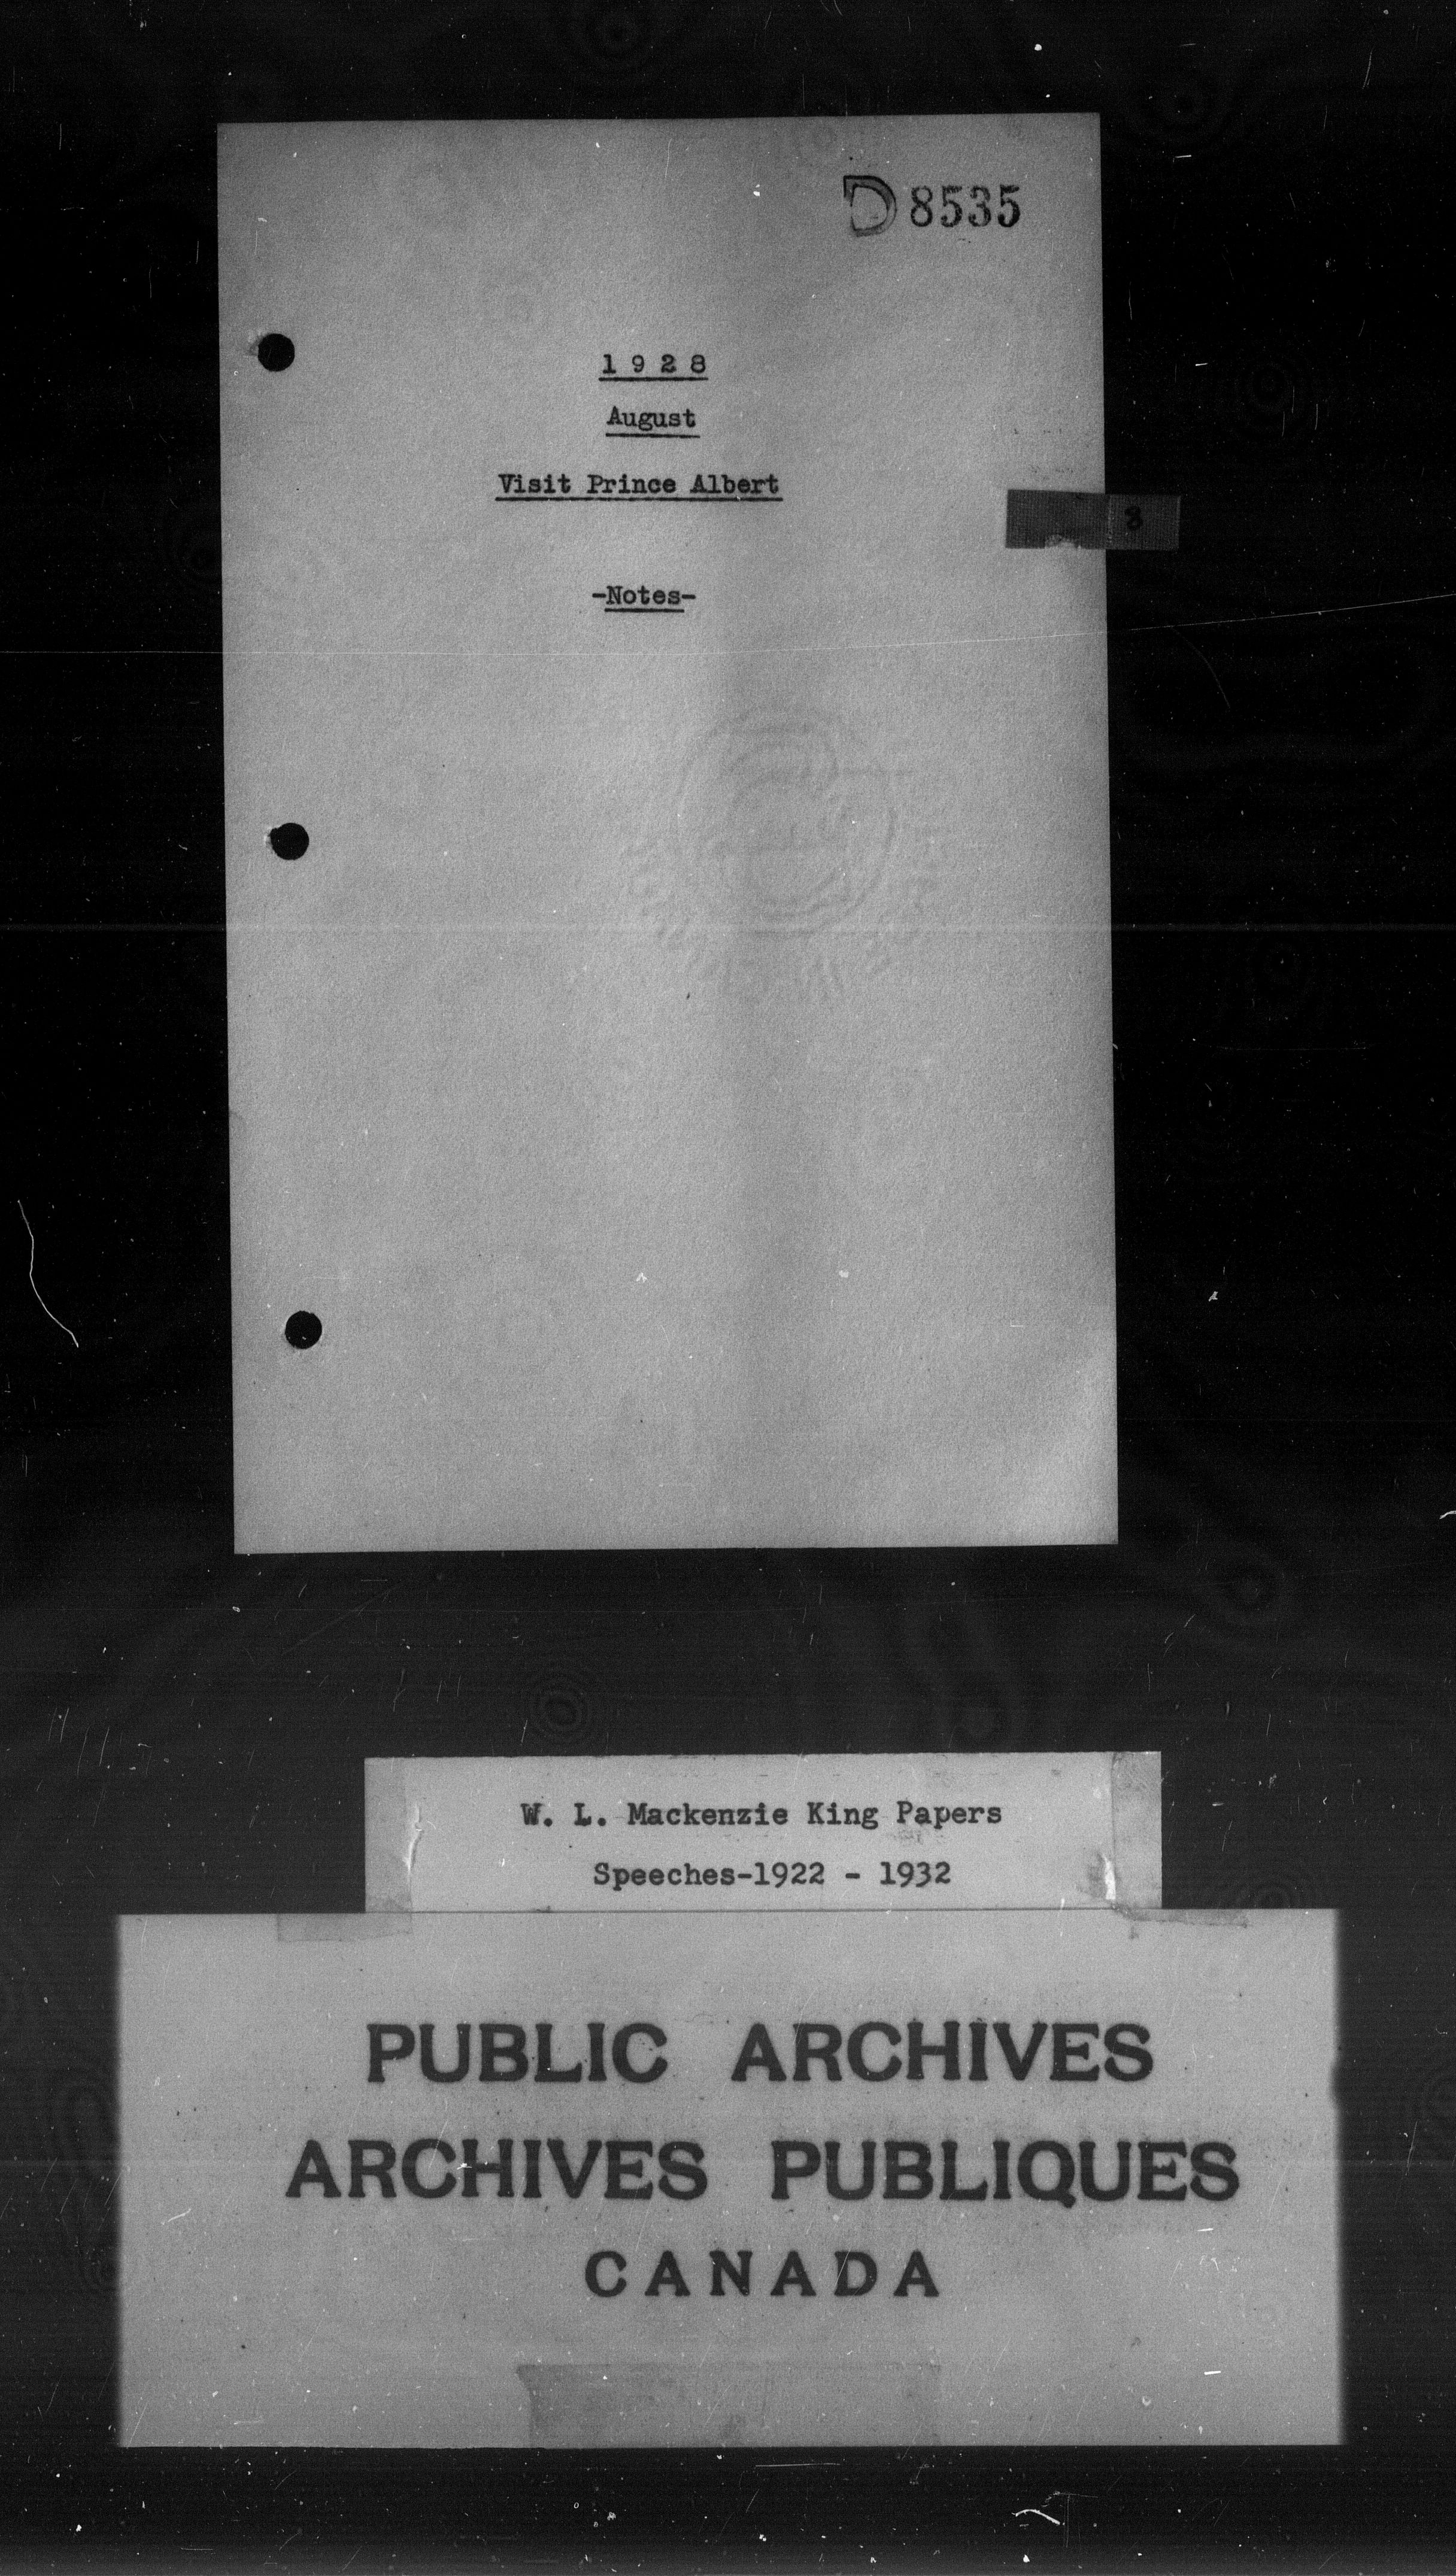 D 8535
1 9 2 8
August
Visit Prince Albert
8
-Notes-
W. L. Mackenzie King Papers
Speeches-1922 - 1932
PUBLIC ARCHIVES
ARCHIVES PUBLIQUES
CANADA